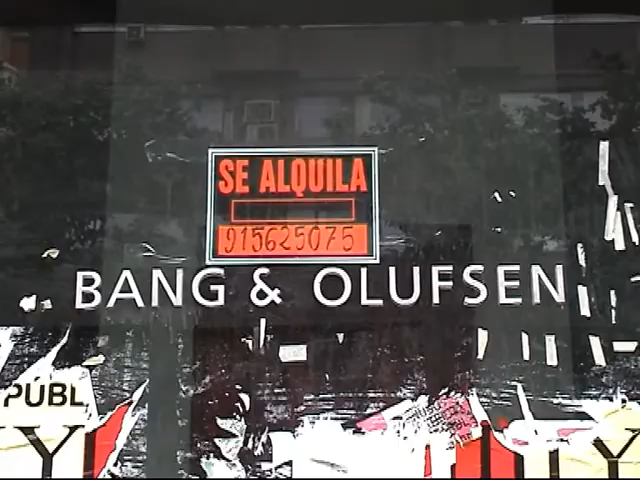 SE ALQUILA
915625075
BANG & OLUFSEN
PÚBL
Y
Y